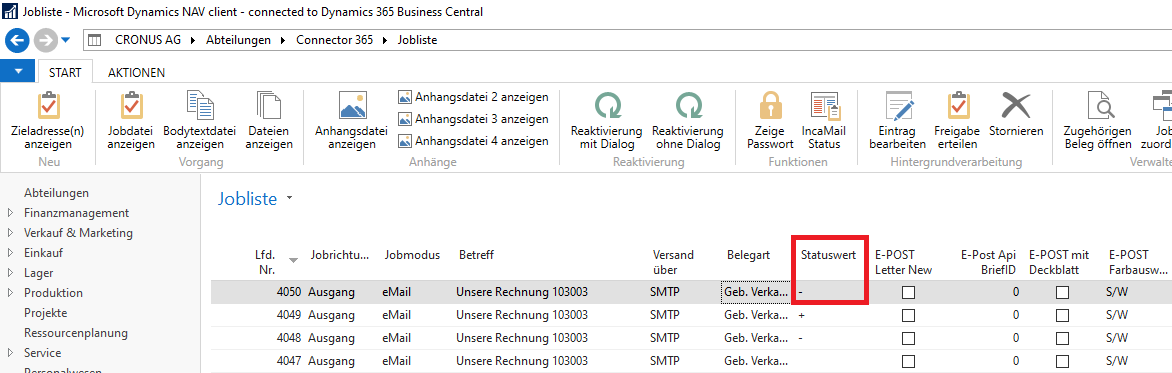 Jobliste - Microsoft Dynamics NAV client - connected to Dynamics 365 Business Central
CRONUS AG Abteilungen Connector 365 Jobliste
START AKTIONEN
Zieladresse(n) anzeigen
Neu
Jobdatei anzeigen
Bodytextdatei anzeigen
Dateien anzeigen
Vorgang
Anhangsdatei anzeigen
Anhangsdatei 2 anzeigen
Anhangsdatei 3 anzeigen
Anhangsdatei 4 anzeigen
Anhänge
Reaktivierung mit Dialog
Reaktivierung ohne Dialog
Reaktivierung
Zeige Passwort
IncaMail Status
Funktionen
Eintrag bearbeiten
Freigabe erteilen
Stornieren
Hintergrundverarbeitung
Zugehörigen Beleg öffnen
Jo
zuord
Verwalte
Abteilungen
Finanzmanagement
Verkauf & Marketing
Einkauf
Lager
Produktion
Projekte
Ressourcenplanung
Service
Jobliste
Lfd. Nr. Jobrichtu... Jobmodus Betreff Versand über Belegart Statuswert E-POST Letter New E-Post Api BriefID E-POST mit Deckblatt E-POST Farbausw...
4050 Ausgang eMail Unsere Rechnung 103003 SMTP Geb. Verka... - 0 S/W
4049 Ausgang eMail Unsere Rechnung 103003 SMTP Geb. Verka... + 0 S/W
4048 Ausgang eMail Unsere Rechnung 103003 SMTP Geb. Verka... - 0 S/W
4047 Ausgang eMail Unsere Rechnung 103003 SMTP Geb. Verka... 0 S/W